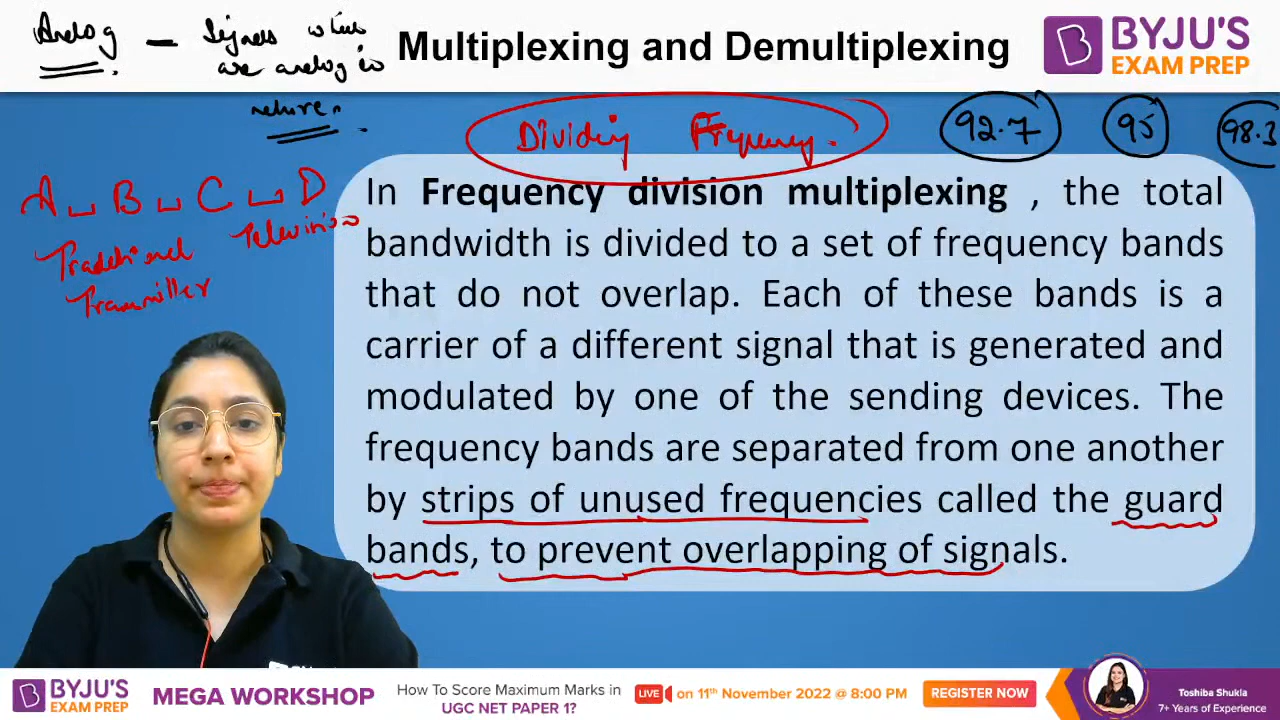 Analog - Signals which
are analog in
nature.
Multiplexing and Demultiplexing
BYJU'S
EXAM PREP
Dividing Frequency.
92.7 95 98.3
A B C D
Traditional
Transmitter
Television
In Frequency division multiplexing , the total
bandwidth is divided to a set of frequency bands
that do not overlap. Each of these bands is a
carrier of a different signal that is generated and
modulated by one of the sending devices. The
frequency bands are separated from one another
by strips of unused frequencies called the guard
bands, to prevent overlapping of signals.
BYJU'S
EXAM PREP
MEGA WORKSHOP
How To Score Maximum Marks in
UGC NET PAPER 1?
LIVE on 11th November 2022 @ 8:00 PM
REGISTER NOW
Toshiba Shukla
7+ Years of Experience